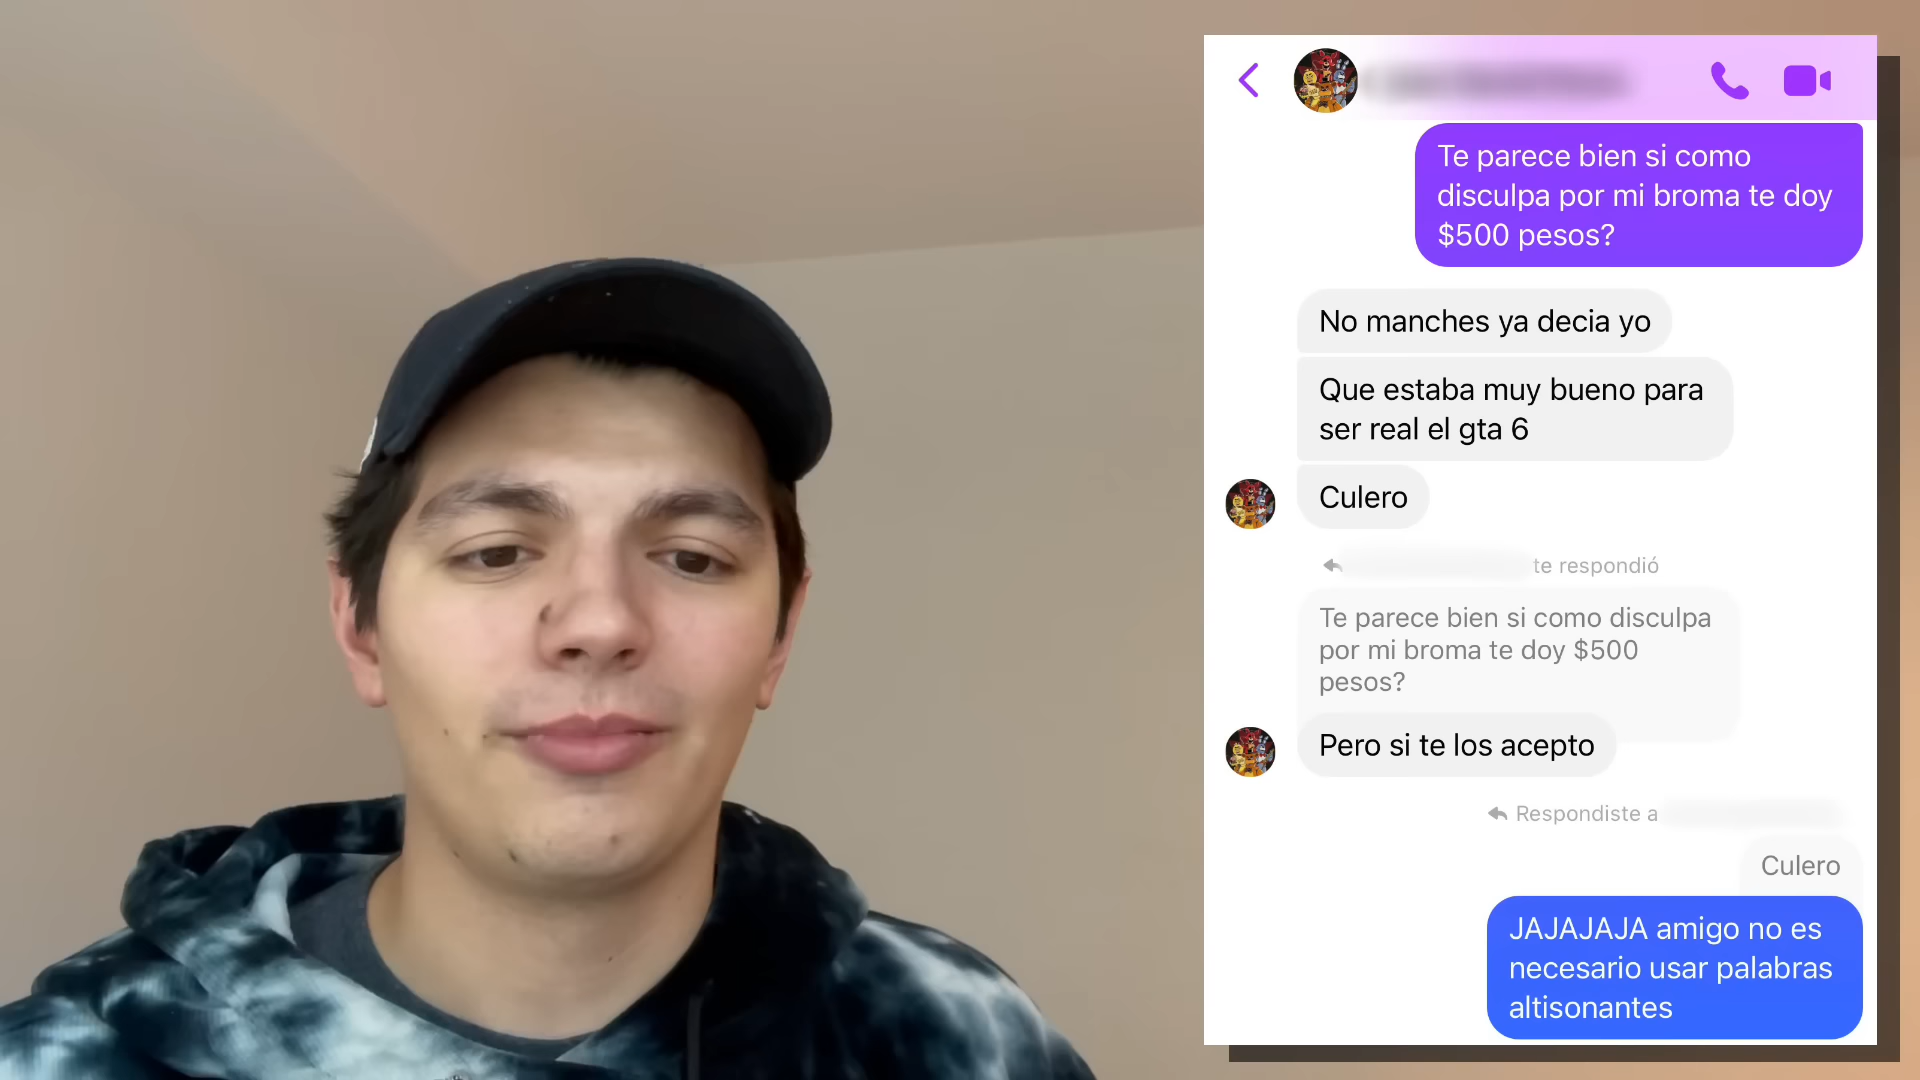 Te parece bien si como
disculpa por mi broma te doy
$500 pesos?
No manches ya decia yo
Que estaba muy bueno para
ser real el gta 6
Culero
te respondió
Te parece bien si como disculpa
por mi broma te doy $500
pesos?
Pero si te los acepto
Respondiste a
Culero
JAJAJAJA amigo no es
necesario usar palabras
altisonantes